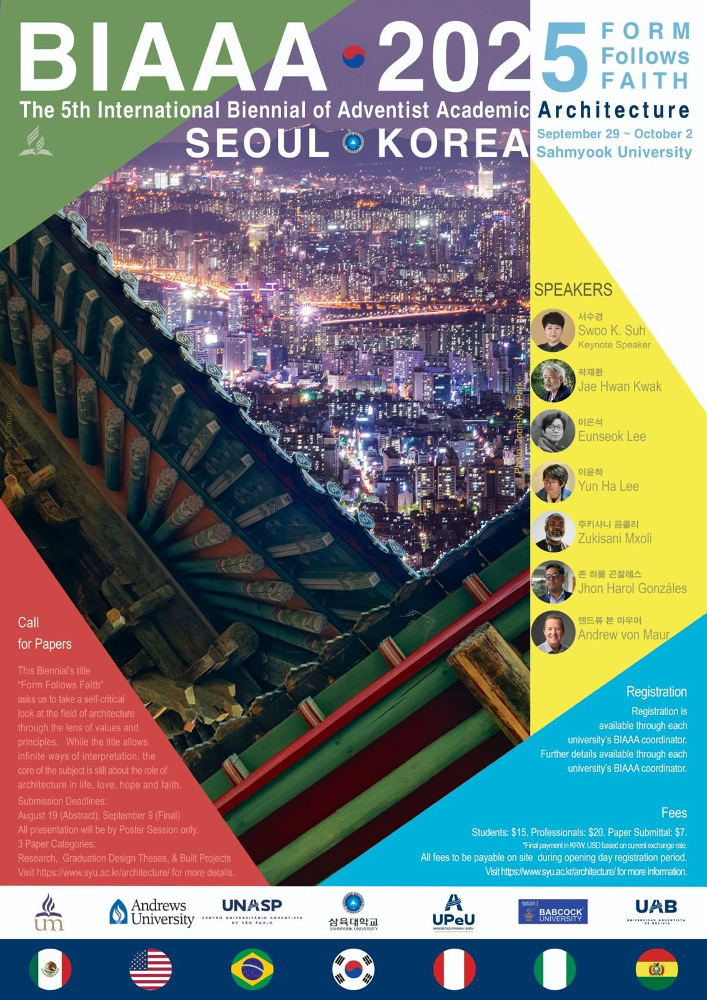 BIAAA 2025
FORM
Follows
FAITH
The 5th International Biennial of Adventist Academic Architecture
SEOUL KOREA
September 29 ~ October 2
Sahmyook University
SPEAKERS
서수경
Swoo K. Suh
Keynote Speaker
곽재환
Jae Hwan Kwak
이은석
Eunseok Lee
이윤하
Yun Ha Lee
주키사니 음콜리
Zukisani Mxoli
존 하롤 곤잘레스
Jhon Harol Gonzáles
엔드류 본 마우어
Andrew von Maur
Photo: Joon-Kyu Park
Call
for Papers
This Biennial's title
“Form Follows Faith”
asks us to take a self-critical
look at the field of architecture
through the lens of values and
principles. While the title allows
infinite ways of interpretation, the
core of the subject is still about the role of
architecture in life, love, hope and faith.
Submission Deadlines:
August 19 (Abstract), September 9 (Final)
All presentation will be by Poster Session only.
3 Paper Categories:
Research, Graduation Design Theses, & Built Projects
Visit https://www.syu.ac.kr/architecture/ for more details.
Registration
Registration is
available through each
university's BIAAA coordinator.
Further details available through each
university's BIAAA coordinator.
Fees
Students: $15. Professionals: $20. Paper Submittal: $7.
*Final payment in KRW. USD based on current exchange rate.
All fees to be payable on site during opening day registration period.
Visit https://www.syu.ac.kr/architecture/ for more information.
um
Andrews
University
UNASP
CENTRO UNIVERSITÁRIO ADVENTISTA
DE SÃO PAULO
삼육대학교
SAHMYOOK UNIVERSITY
UPeU
UNIVERSIDAD PERUANA UNIÓN
BABCOCK
UNIVERSITY
UAB
UNIVERSIDAD ADVENTISTA
DE BOLIVIA